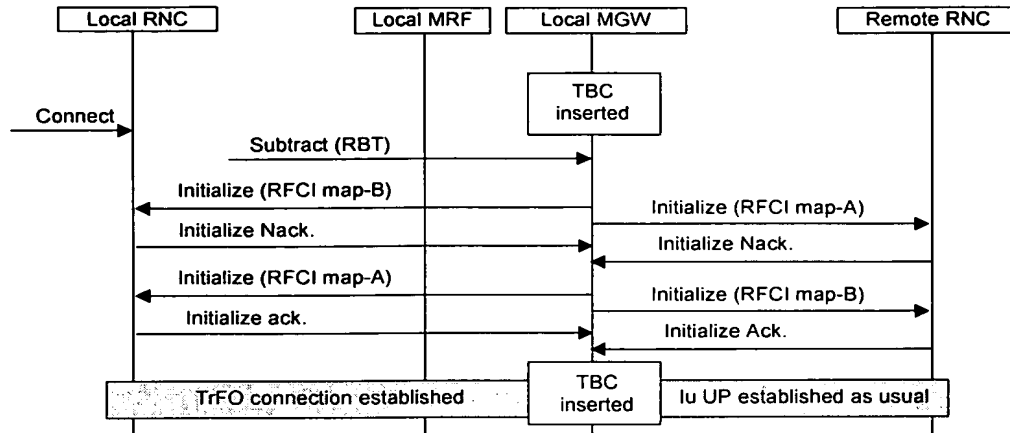 Local RNC
Local MRF
Local MGW
Remote RNC
TBC
inserted
Connect
Subtract (RBT)
Initialize (RFCI map-B)
Initialize (RFCI map-A)
Initialize Nack.
Initialize Nack.
Initialize (RFCI map-A)
Initialize (RFCI map-B)
Initialize ack.
Initialize Ack.
TBC
inserted
TrFO connection established
Iu UP established as usual